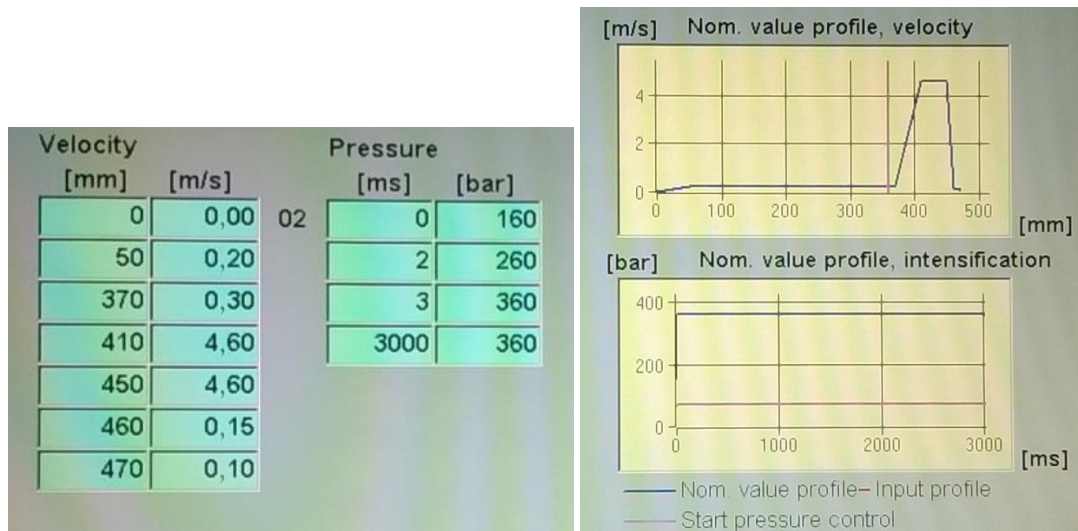 Velocity
[mm] [m/s]
0 0,00
50 0,20
370 0,30
410 4,60
450 4,60
460 0,15
470 0,10
02
Pressure
[ms] [bar]
0 160
2 260
3 360
3000 360
[m/s] Nom. value profile, velocity
4
2
0
0 100 200 300 400 500
[mm]
[bar] Nom. value profile, intensification
400
200
0
0 1000 2000 3000
[ms]
Nom. value profile Input profile
Start pressure control